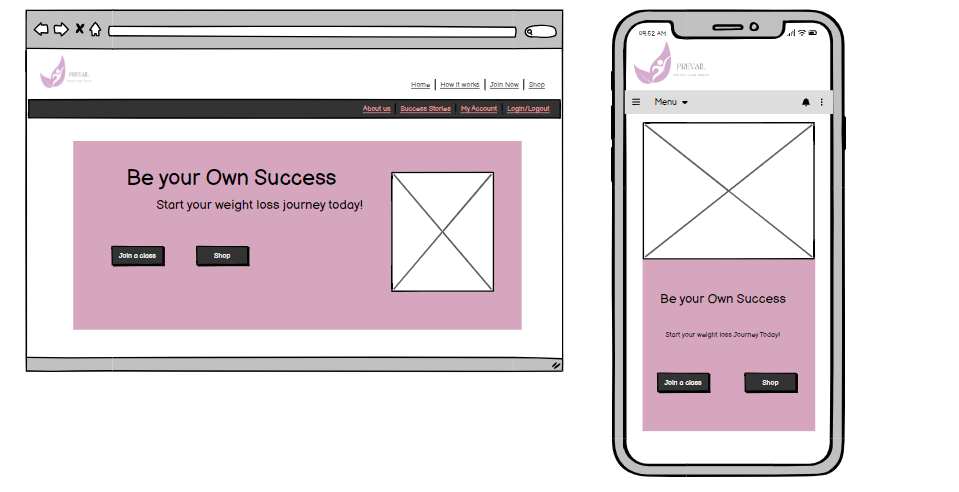 PREVAIL
Home How it works Join Now Shop
About us Success Stories My Account Login/Logout
Be your Own Success
Start your weight loss journey today!
Join a class Shop
09.52 AM
PREVAIL
Menu
Be your Own Success
Start your weight loss Journey Today!
Join a class Shop